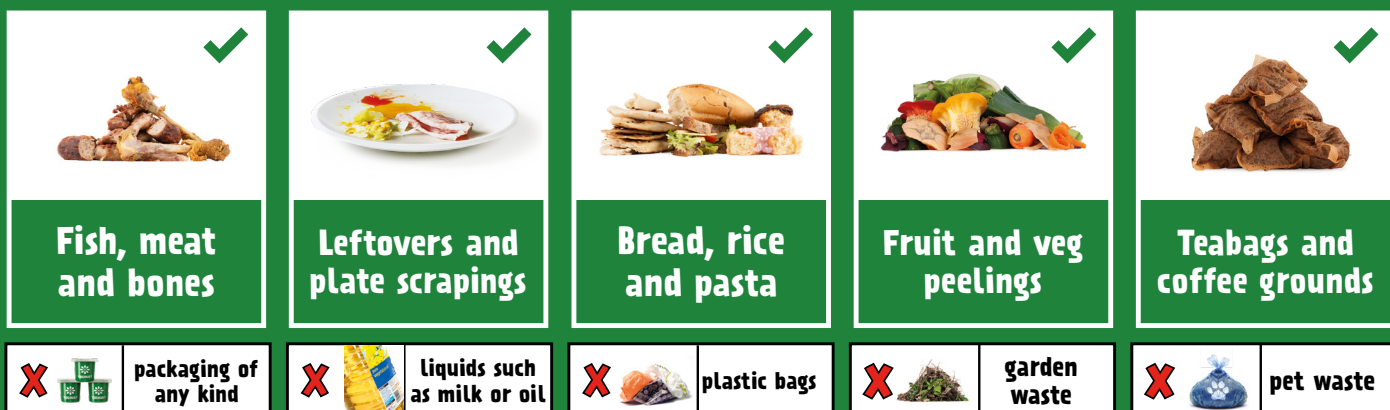 Fish, meat
and bones
Leftovers and
plate scrapings
Bread, rice
and pasta
Fruit and veg
peelings
Teabags and
coffee grounds
packaging of
any kind
liquids such
as milk or oil
plastic bags
garden
waste
pet waste